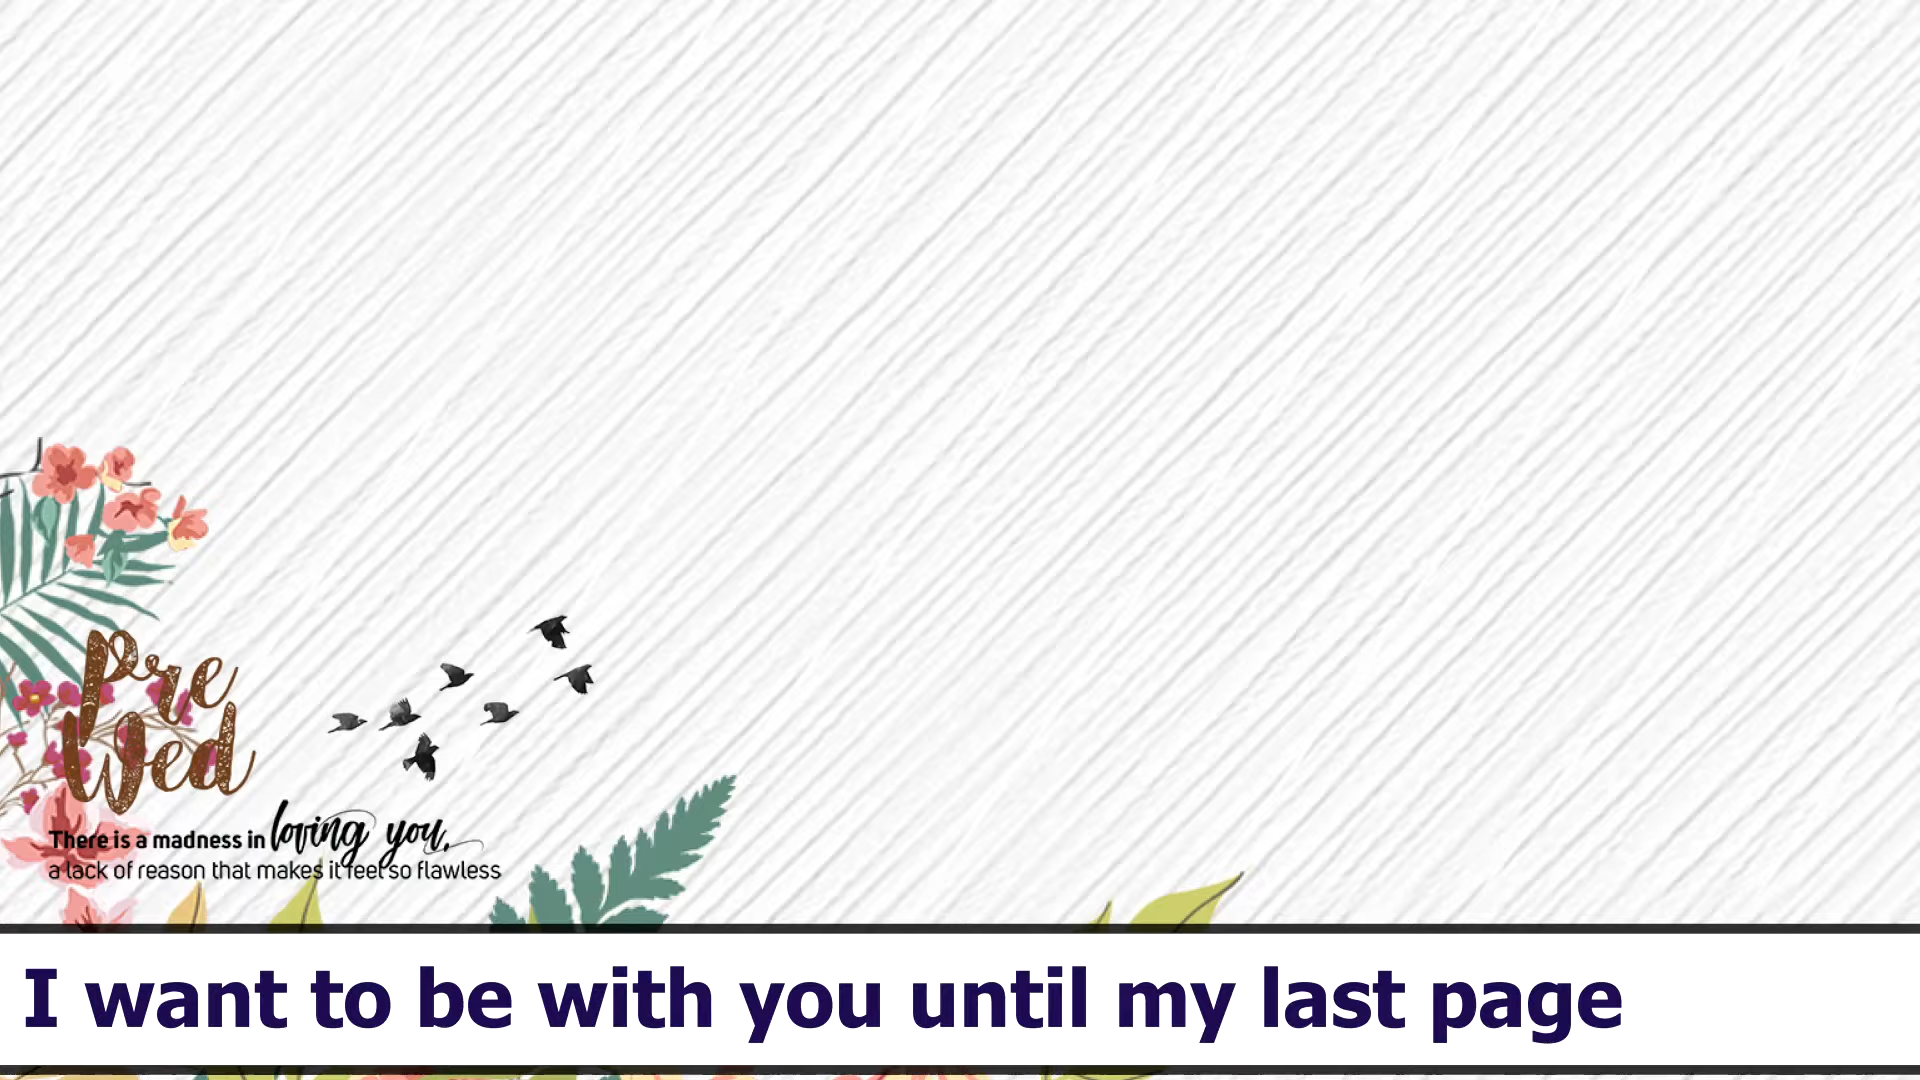 Pre
Wed
There is a madness in loving you,
a lack of reason that makes it feel so flawless
I want to be with you until my last page